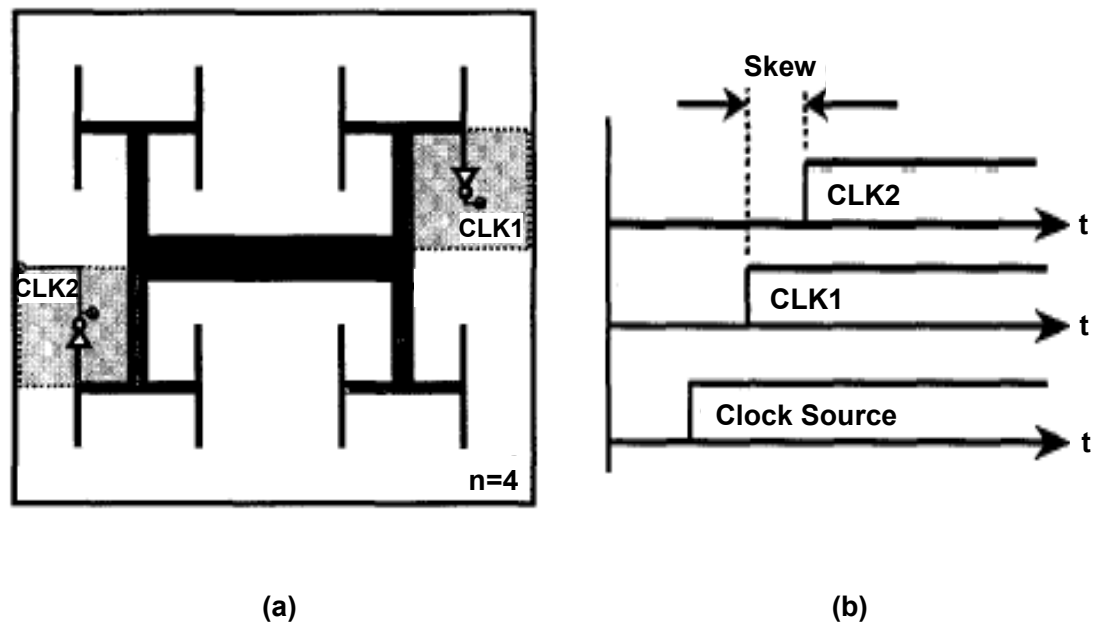 CLK1
CLK2
n=4
(a)
Skew
CLK2
t
CLK1
t
Clock Source
t
(b)